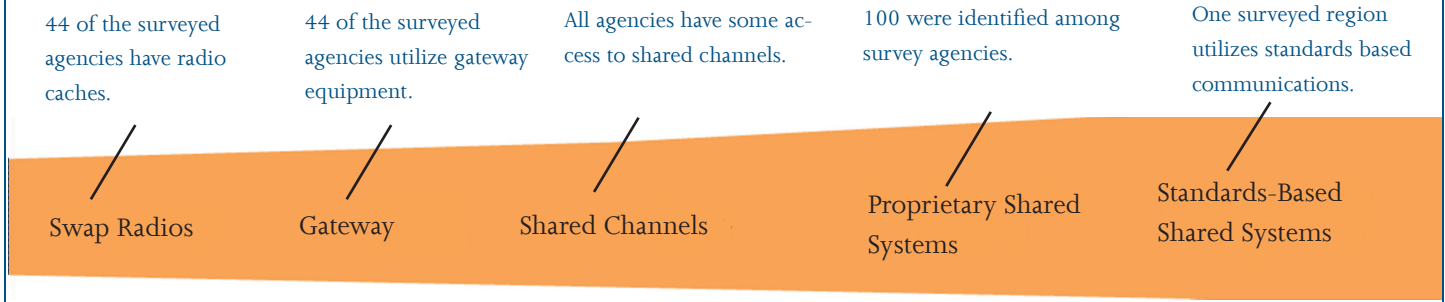 44 of the surveyed
agencies have radio
caches.
44 of the surveyed
agencies utilize gateway
equipment.
All agencies have some ac-
cess to shared channels.
100 were identified among
survey agencies.
One surveyed region
utilizes standards based
communications.
Swap Radios
Gateway
Shared Channels
Proprietary Shared
Systems
Standards-Based
Shared Systems